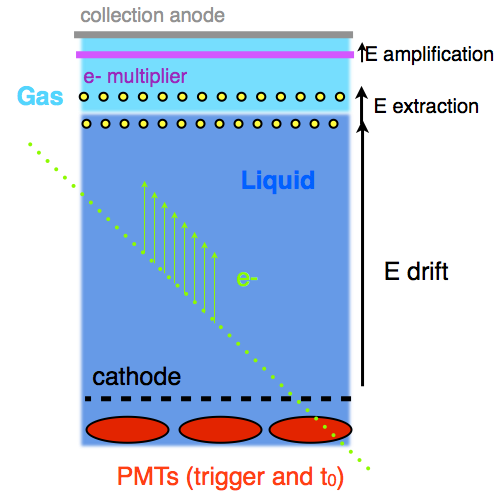 collection anode
E amplification
e- multiplier
Gas
E extraction
Liquid
e-
E drift
cathode
PMTs (trigger and t₀)